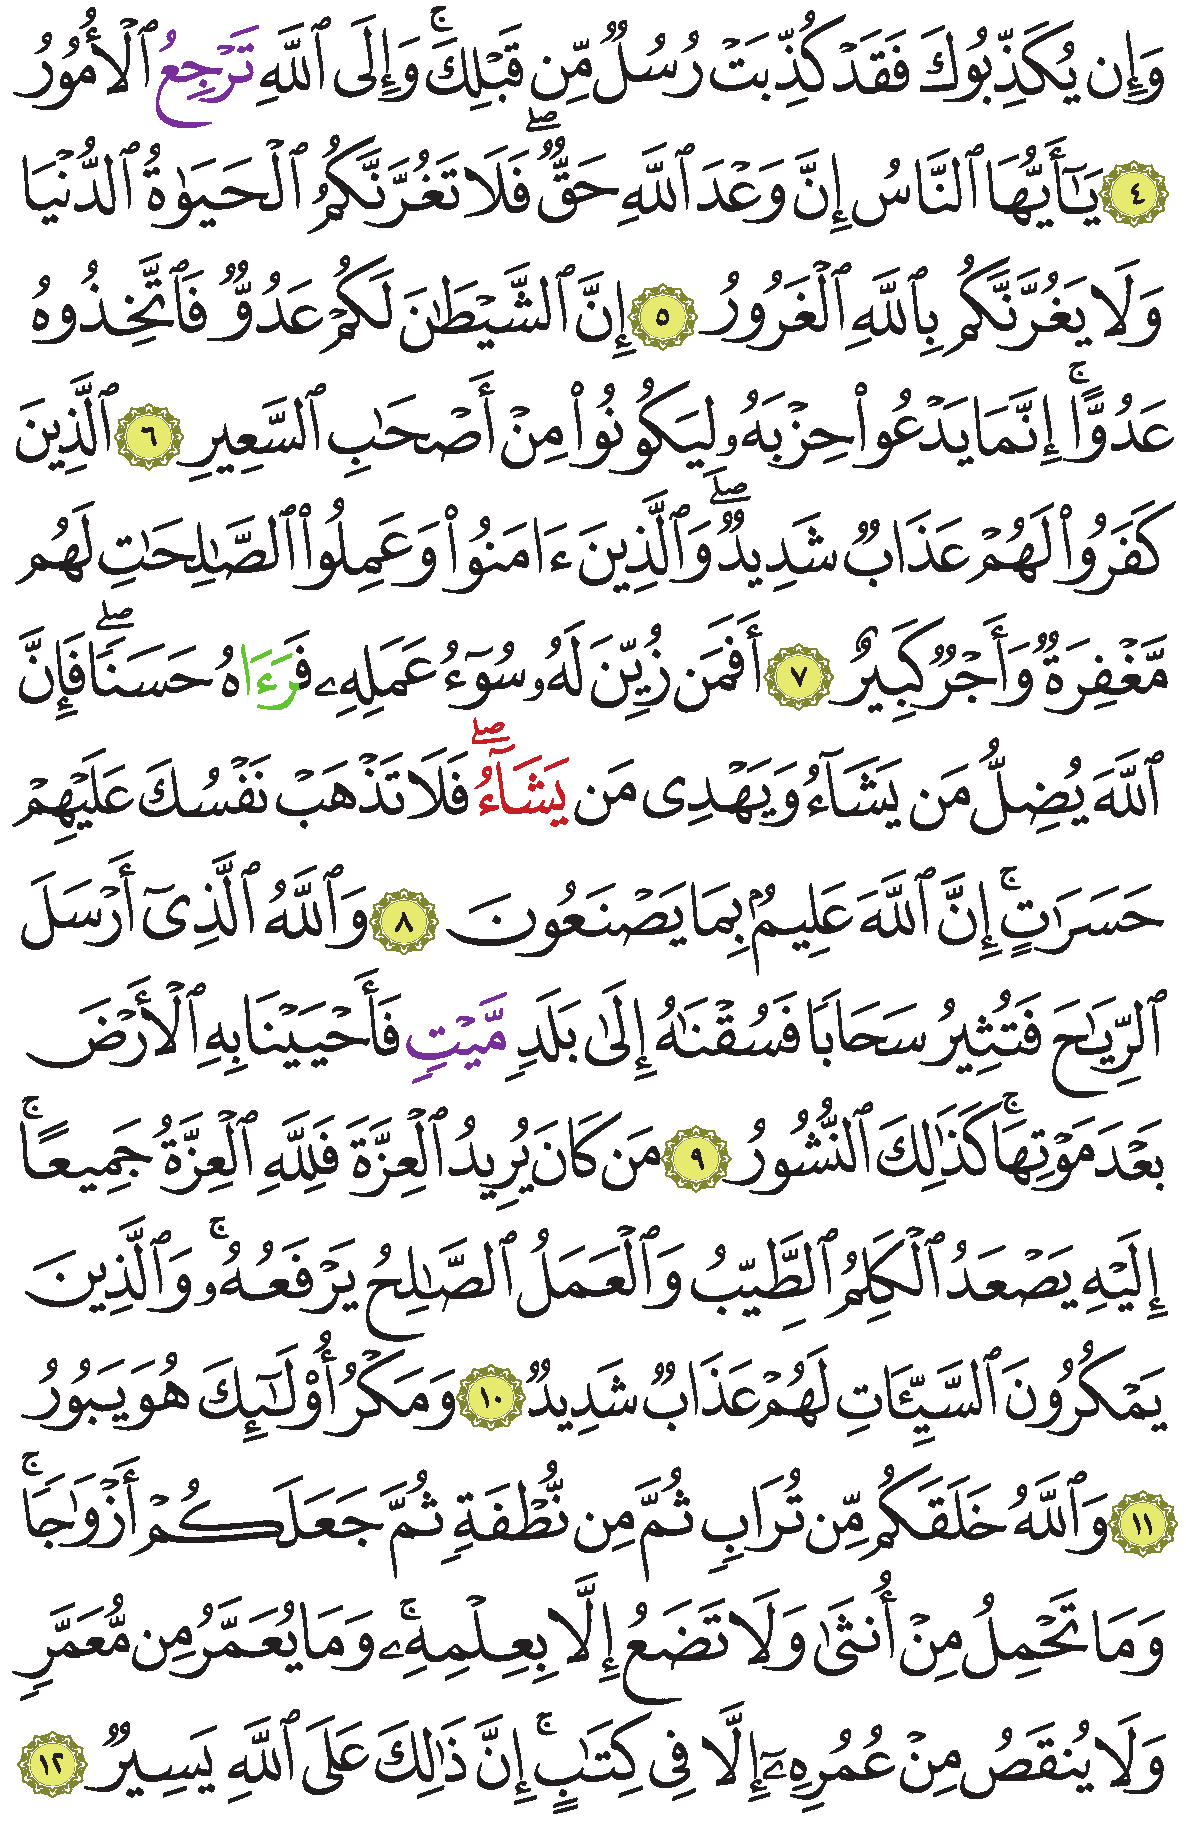 وَإِن يُكَذِّبُوكَ فَقَدۡ كُذِّبَتۡ رُسُلٌ مِّن قَبۡلِكَۚ وَإِلَى ٱللَّهِ تَرۡجِعُ ٱلۡأُمُورُ
٤ يَٰٓأَيُّهَا ٱلنَّاسُ إِنَّ وَعۡدَ ٱللَّهِ حَقٌّۖ فَلَا تَغُرَّنَّكُمُ ٱلۡحَيَوٰةُ ٱلدُّنۡيَا
وَلَا يَغُرَّنَّكُم بِٱللَّهِ ٱلۡغَرُورُ ٥ إِنَّ ٱلشَّيۡطَٰنَ لَكُمۡ عَدُوٌّ فَٱتَّخِذُوهُ
عَدُوًّاۚ إِنَّمَا يَدۡعُواْ حِزۡبَهُۥ لِيَكُونُواْ مِنۡ أَصۡحَٰبِ ٱلسَّعِيرِ ٦ ٱلَّذِينَ
كَفَرُواْ لَهُمۡ عَذَابٌ شَدِيدٌۖ وَٱلَّذِينَ ءَامَنُواْ وَعَمِلُواْ ٱلصَّٰلِحَٰتِ لَهُم
مَّغۡفِرَةٌ وَأَجۡرٌ كَبِيرٌ ٧ أَفَمَن زُيِّنَ لَهُۥ سُوٓءُ عَمَلِهِۦ فَرَءَاهُ حَسَنًاۖ فَإِنَّ
ٱللَّهَ يُضِلُّ مَن يَشَآءُ وَيَهۡدِى مَن يَشَآءُۖ فَلَا تَذۡهَبۡ نَفۡسُكَ عَلَيۡهِمۡ
حَسَرَٰتٍۚ إِنَّ ٱللَّهَ عَلِيمُۢ بِمَا يَصۡنَعُونَ ٨ وَٱللَّهُ ٱلَّذِىٓ أَرۡسَلَ
ٱلرِّيَٰحَ فَتُثِيرُ سَحَابًا فَسُقۡنَٰهُ إِلَىٰ بَلَدٍ مَّيۡتٍ فَأَحۡيَيۡنَا بِهِ ٱلۡأَرۡضَ
بَعۡدَ مَوۡتِهَاۚ كَذَٰلِكَ ٱلنُّشُورُ ٩ مَن كَانَ يُرِيدُ ٱلۡعِزَّةَ فَلِلَّهِ ٱلۡعِزَّةُ جَمِيعًاۚ
إِلَيۡهِ يَصۡعَدُ ٱلۡكَلِمُ ٱلطَّيِّبُ وَٱلۡعَمَلُ ٱلصَّٰلِحُ يَرۡفَعُهُۥۚ وَٱلَّذِينَ
يَمۡكُرُونَ ٱلسَّيِّـَٔاتِ لَهُمۡ عَذَابٌ شَدِيدٌ ١٠ وَمَكۡرُ أُوْلَٰٓئِكَ هُوَ يَبُورُ
١١ وَٱللَّهُ خَلَقَكُم مِّن تُرَابٍ ثُمَّ مِن نُّطۡفَةٍ ثُمَّ جَعَلَكُمۡ أَزۡوَٰجًاۚ
وَمَا تَحۡمِلُ مِنۡ أُنثَىٰ وَلَا تَضَعُ إِلَّا بِعِلۡمِهِۦۚ وَمَا يُعَمَّرُ مِن مُّعَمَّرٍ
وَلَا يُنقَصُ مِنۡ عُمُرِهِۦٓ إِلَّا فِى كِتَٰبٍۚ إِنَّ ذَٰلِكَ عَلَى ٱللَّهِ يَسِيرٌ ١٢